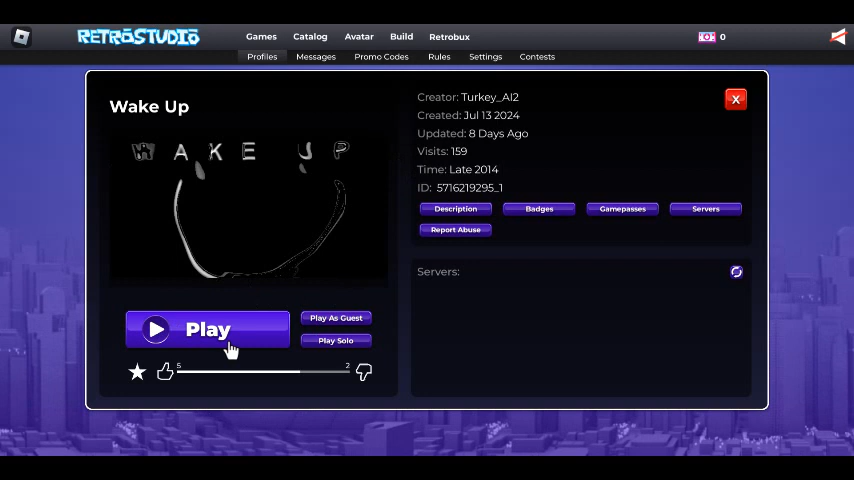 RETROSTUDIO
Games Catalog Avatar Build Retrobux
0
Profiles Messages Promo Codes Rules Settings Contests
Wake Up
WAKE UP
Play
Play As Guest
Play Solo
5
2
Creator: Turkey_AI2
Created: Jul 13 2024
Updated: 8 Days Ago
Visits: 159
Time: Late 2014
ID: 5716219295_1
X
Description Badges Gamepasses Servers
Report Abuse
Servers: